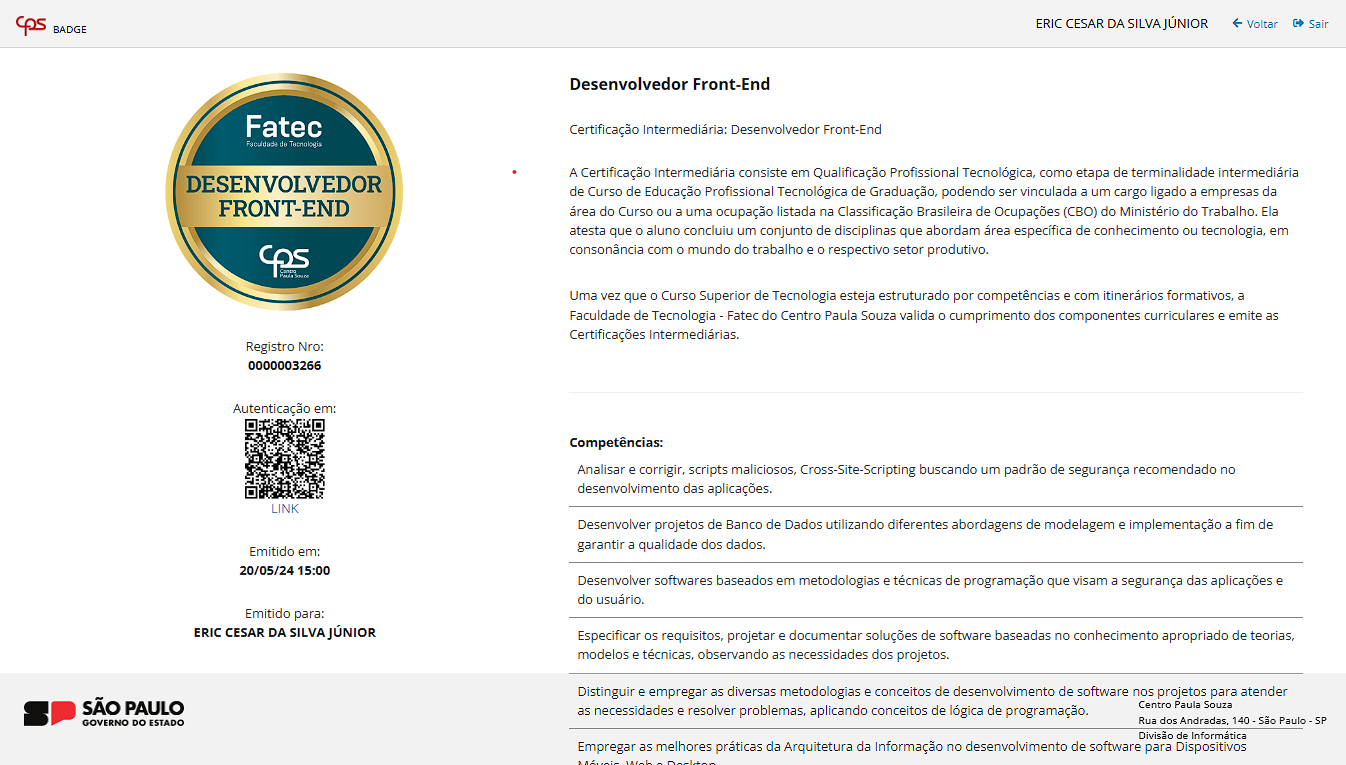 cps BADGE
ERIC CESAR DA SILVA JÚNIOR
Voltar
Sair
Fatec
Faculdade de Tecnologia
DESENVOLVEDOR
FRONT-END
cps
Centro
Paula Souza
Registro Nro:
0000003266
Autenticação em:
LINK
Emitido em:
20/05/24 15:00
Emitido para:
ERIC CESAR DA SILVA JÚNIOR
Desenvolvedor Front-End
Certificação Intermediária: Desenvolvedor Front-End
A Certificação Intermediária consiste em Qualificação Profissional Tecnológica, como etapa de terminalidade intermediária
de Curso de Educação Profissional Tecnológica de Graduação, podendo ser vinculada a um cargo ligado a empresas da
área do Curso ou a uma ocupação listada na Classificação Brasileira de Ocupações (CBO) do Ministério do Trabalho. Ela
atesta que o aluno concluiu um conjunto de disciplinas que abordam área específica de conhecimento ou tecnologia, em
consonância com o mundo do trabalho e o respectivo setor produtivo.
Uma vez que o Curso Superior de Tecnologia esteja estruturado por competências e com itinerários formativos, a
Faculdade de Tecnologia - Fatec do Centro Paula Souza valida o cumprimento dos componentes curriculares e emite as
Certificações Intermediárias.
Competências:
Analisar e corrigir, scripts maliciosos, Cross-Site-Scripting buscando um padrão de segurança recomendado no
desenvolvimento das aplicações.
Desenvolver projetos de Banco de Dados utilizando diferentes abordagens de modelagem e implementação a fim de
garantir a qualidade dos dados.
Desenvolver softwares baseados em metodologias e técnicas de programação que visam a segurança das aplicações e
do usuário.
Especificar os requisitos, projetar e documentar soluções de software baseadas no conhecimento apropriado de teorias,
modelos e técnicas, observando as necessidades dos projetos.
Distinguir e empregar as diversas metodologias e conceitos de desenvolvimento de software nos projetos para atender
as necessidades e resolver problemas, aplicando conceitos de lógica de programação.
Empregar as melhores práticas da Arquitetura da Informação no desenvolvimento de software para Dispositivos
Móveis, Web e Desktop.
SP SÃO PAULO
GOVERNO DO ESTADO
Centro Paula Souza
Rua dos Andradas, 140 - São Paulo - SP
Divisão de Informática